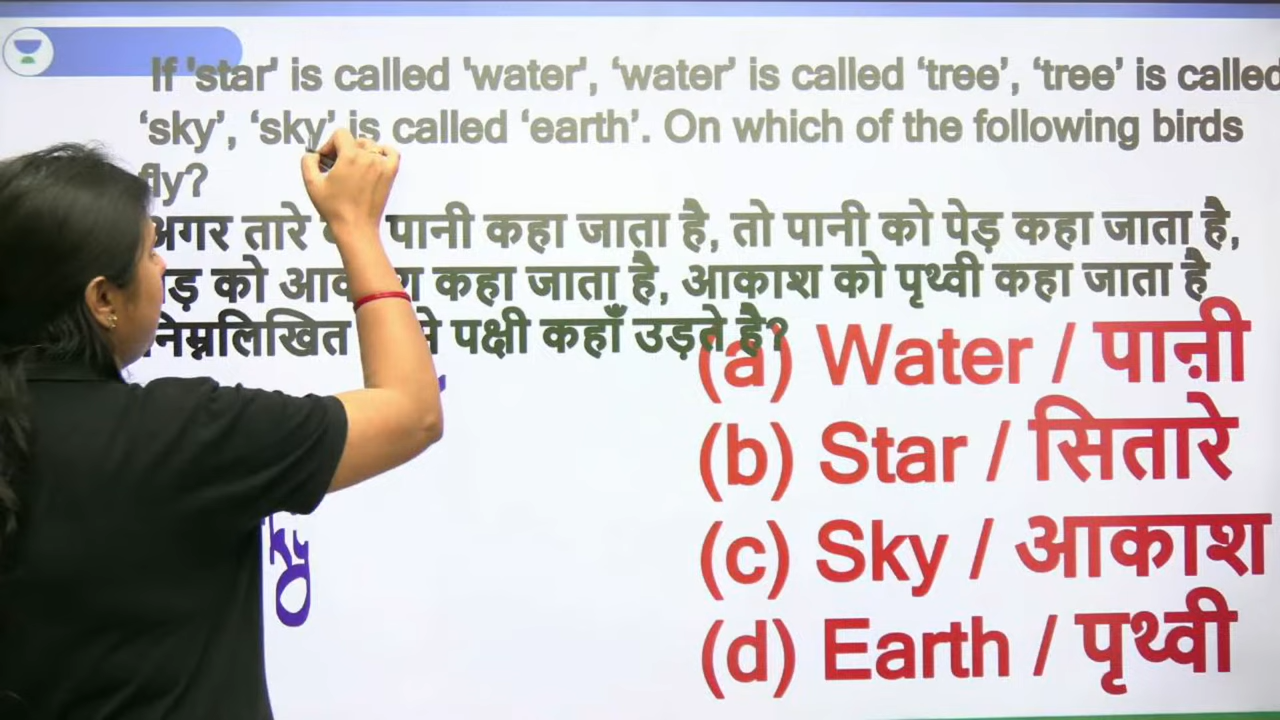 If 'star' is called 'water', ‘water’ is called ‘tree’, ‘tree’ is called
‘sky’, ‘sky’ is called ‘earth’. On which of the following birds
fly?
अगर तारे पानी कहा जाता है, तो पानी को पेड़ कहा जाता है,
को कहा जाता है, आकाश को पृथ्वी कहा जाता है
निम्नलिखित पक्षी कहाँ उड़ते है?
(a) Water / पानी
(b) Star / सितारे
(c) Sky / आकाश
(d) Earth / पृथ्वी